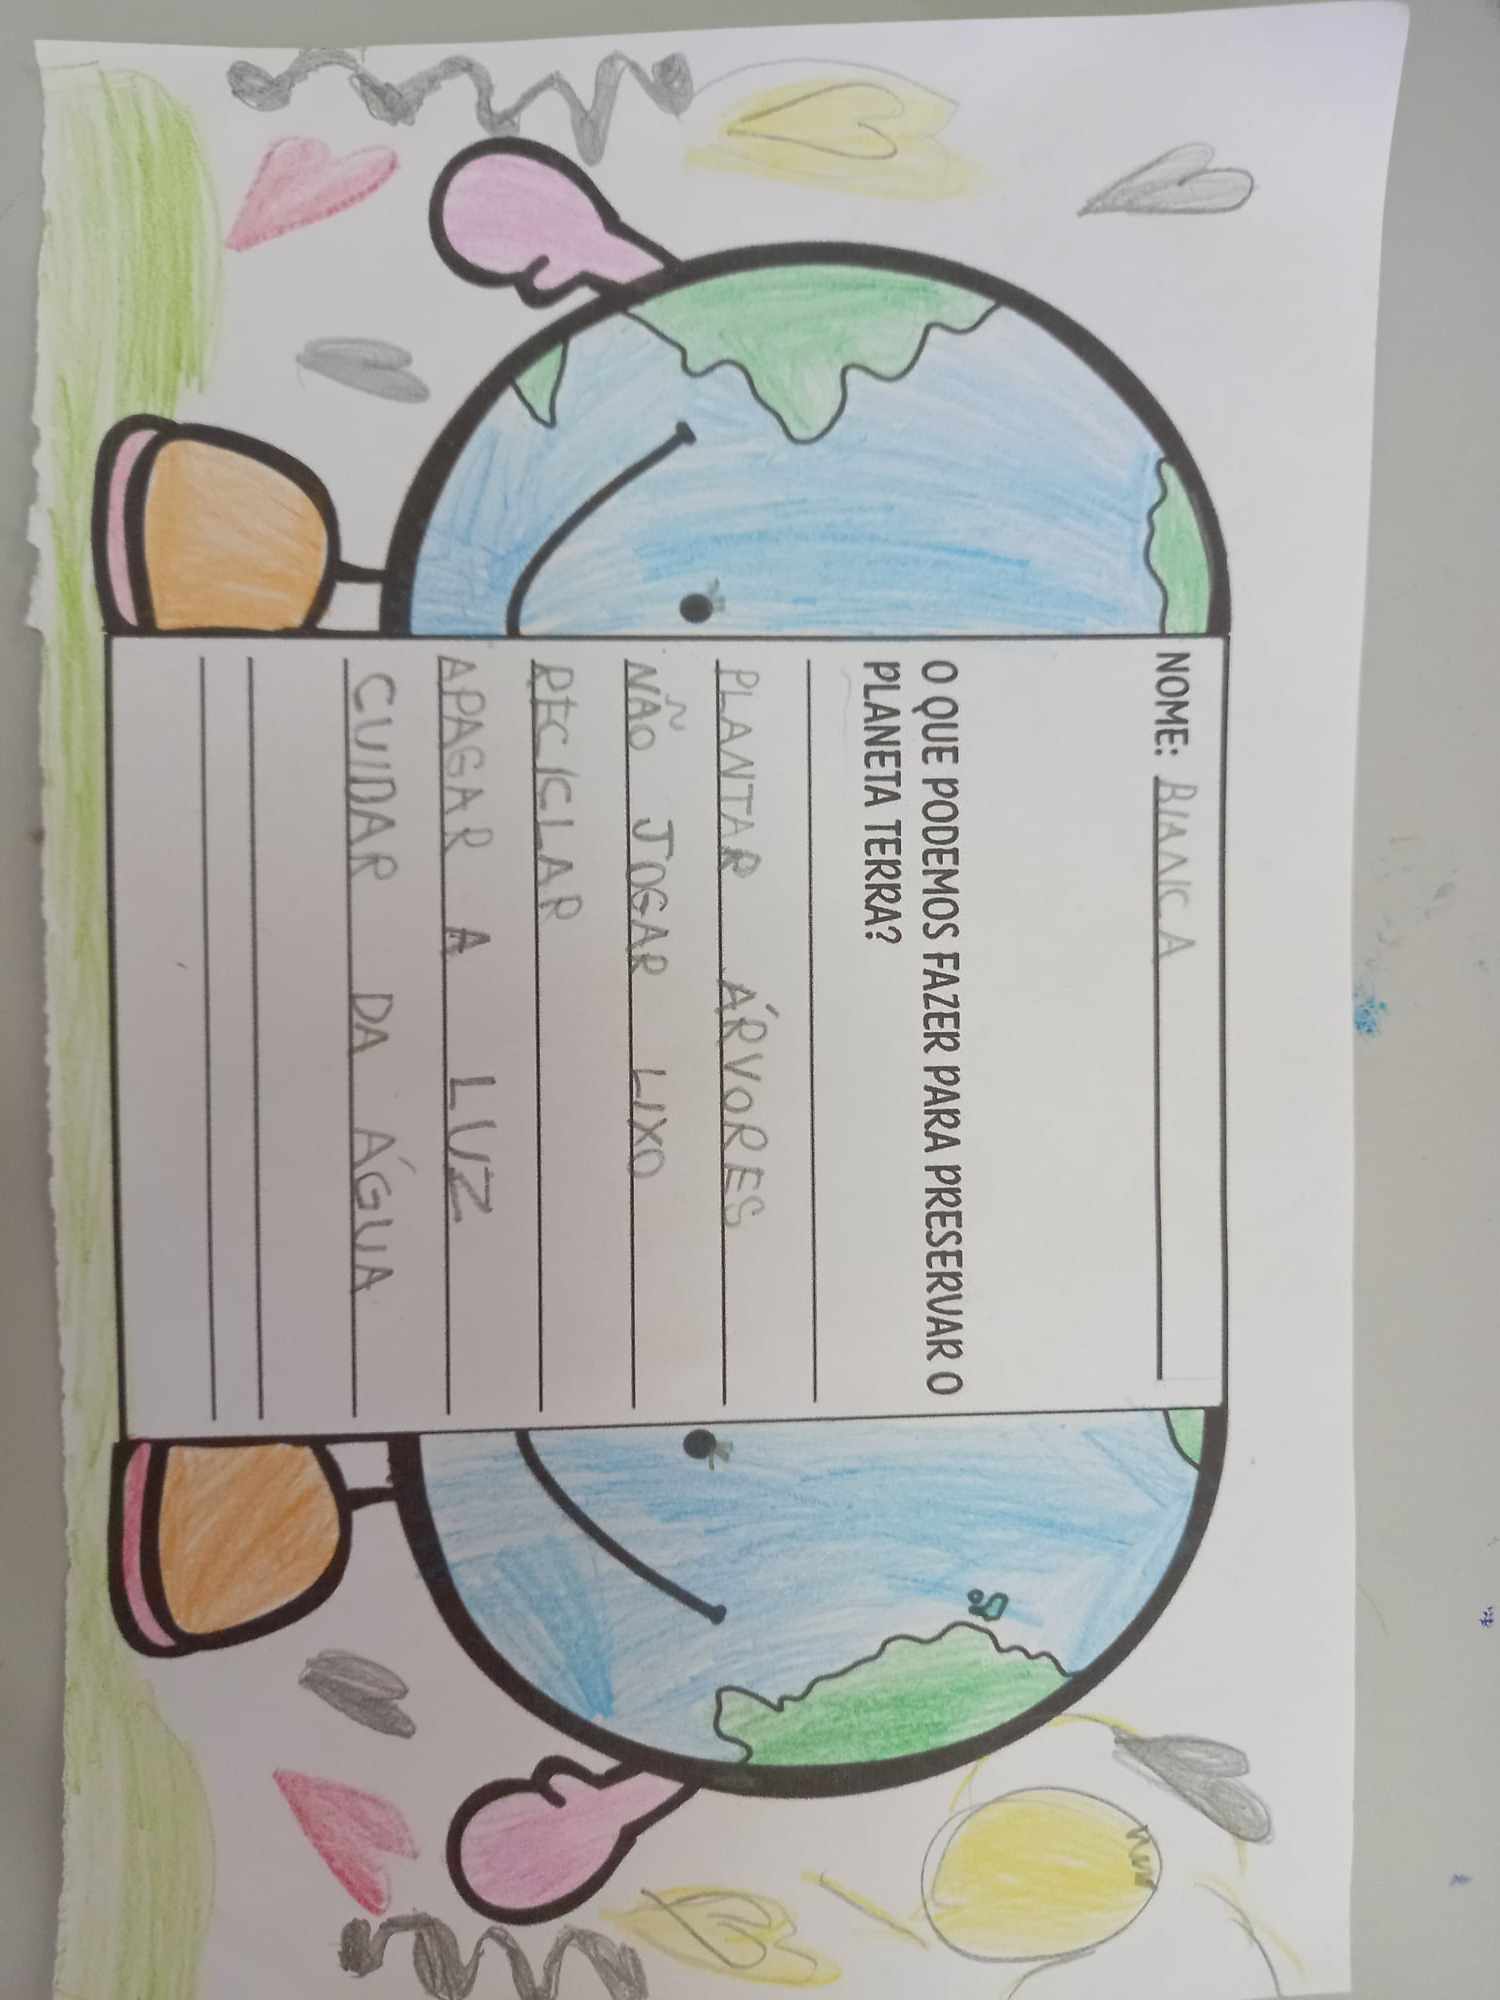 NOME: BIANCA
O QUE PODEMOS FAZER PARA PRESERVAR O
PLANETA TERRA?
PLANTAR ÁRVORES
NÃO JOGAR LIXO
RECICLAR
APAGAR A LUZ
CUIDAR DA ÁGUA